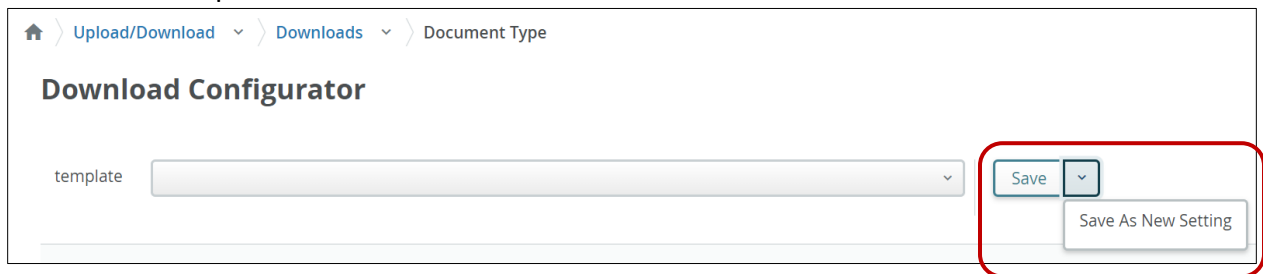 Upload/Download Downloads Document Type
Download Configurator
template Save
Save As New Setting